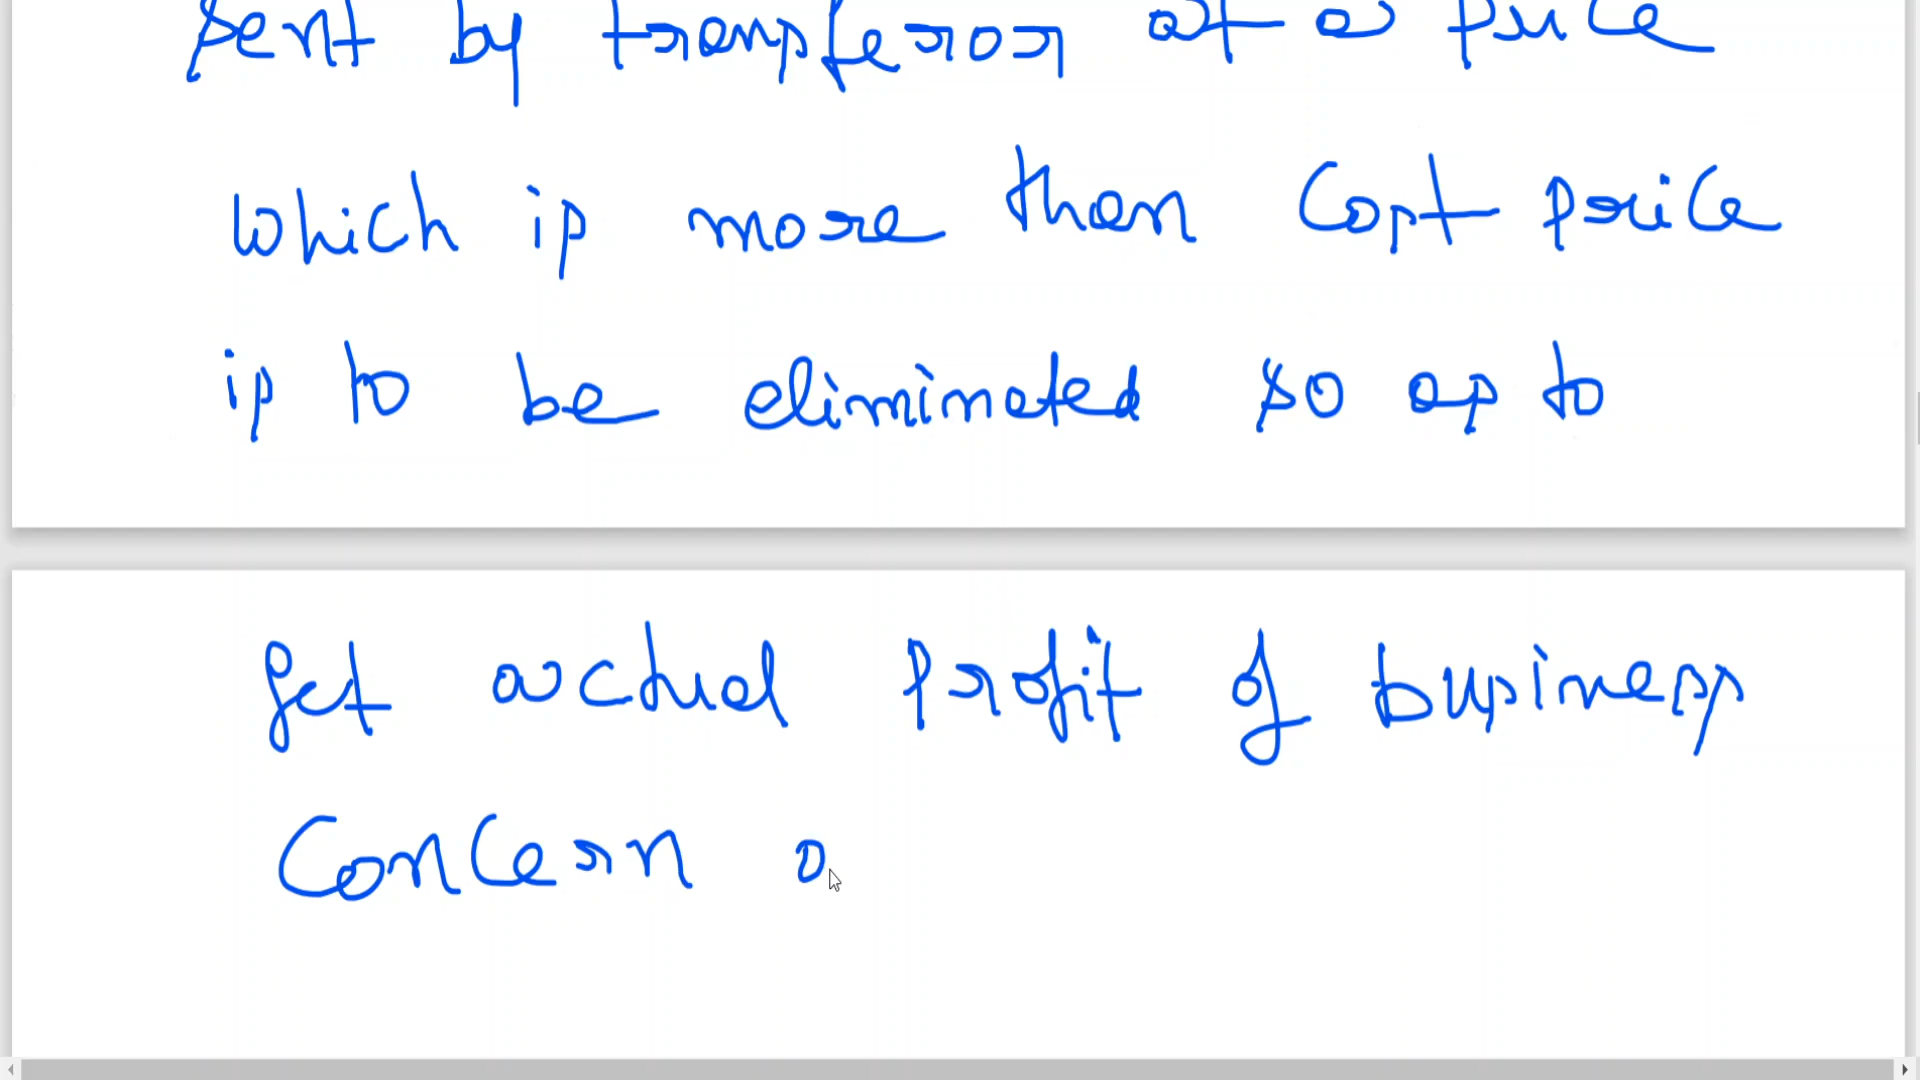 sent by transferor at a price
which is more than Cost price
is to be eliminated so as to
get actual profit of business
Concern o